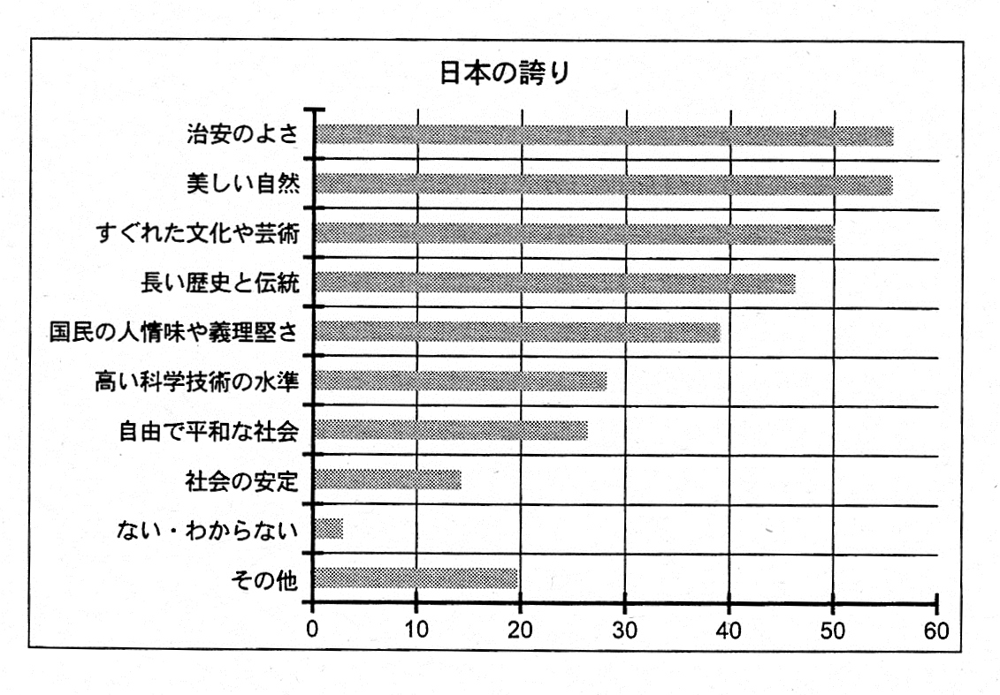 日本の誇り
治安のよさ
美しい自然
すぐれた文化や芸術
長い歴史と伝統
国民の人情味や義理堅さ
高い科学技術の水準
自由で平和な社会
社会の安定
ない・わからない
その他
0 10 20 30 40 50 60